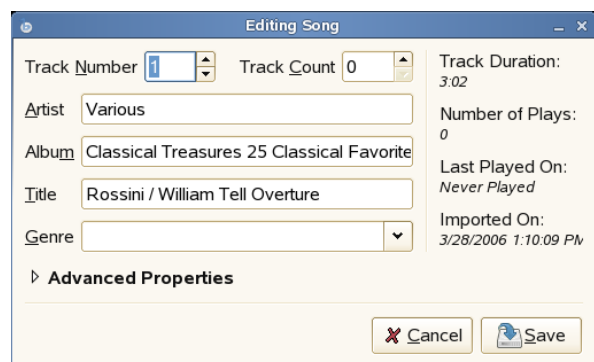 Editing Song
Track Number 1 Track Count 0
Artist Various
Album Classical Treasures 25 Classical Favorite
Title Rossini / William Tell Overture
Genre
Advanced Properties
Track Duration:
3:02
Number of Plays:
0
Last Played On:
Never Played
Imported On:
3/28/2006 1:10:09 PM
Cancel Save